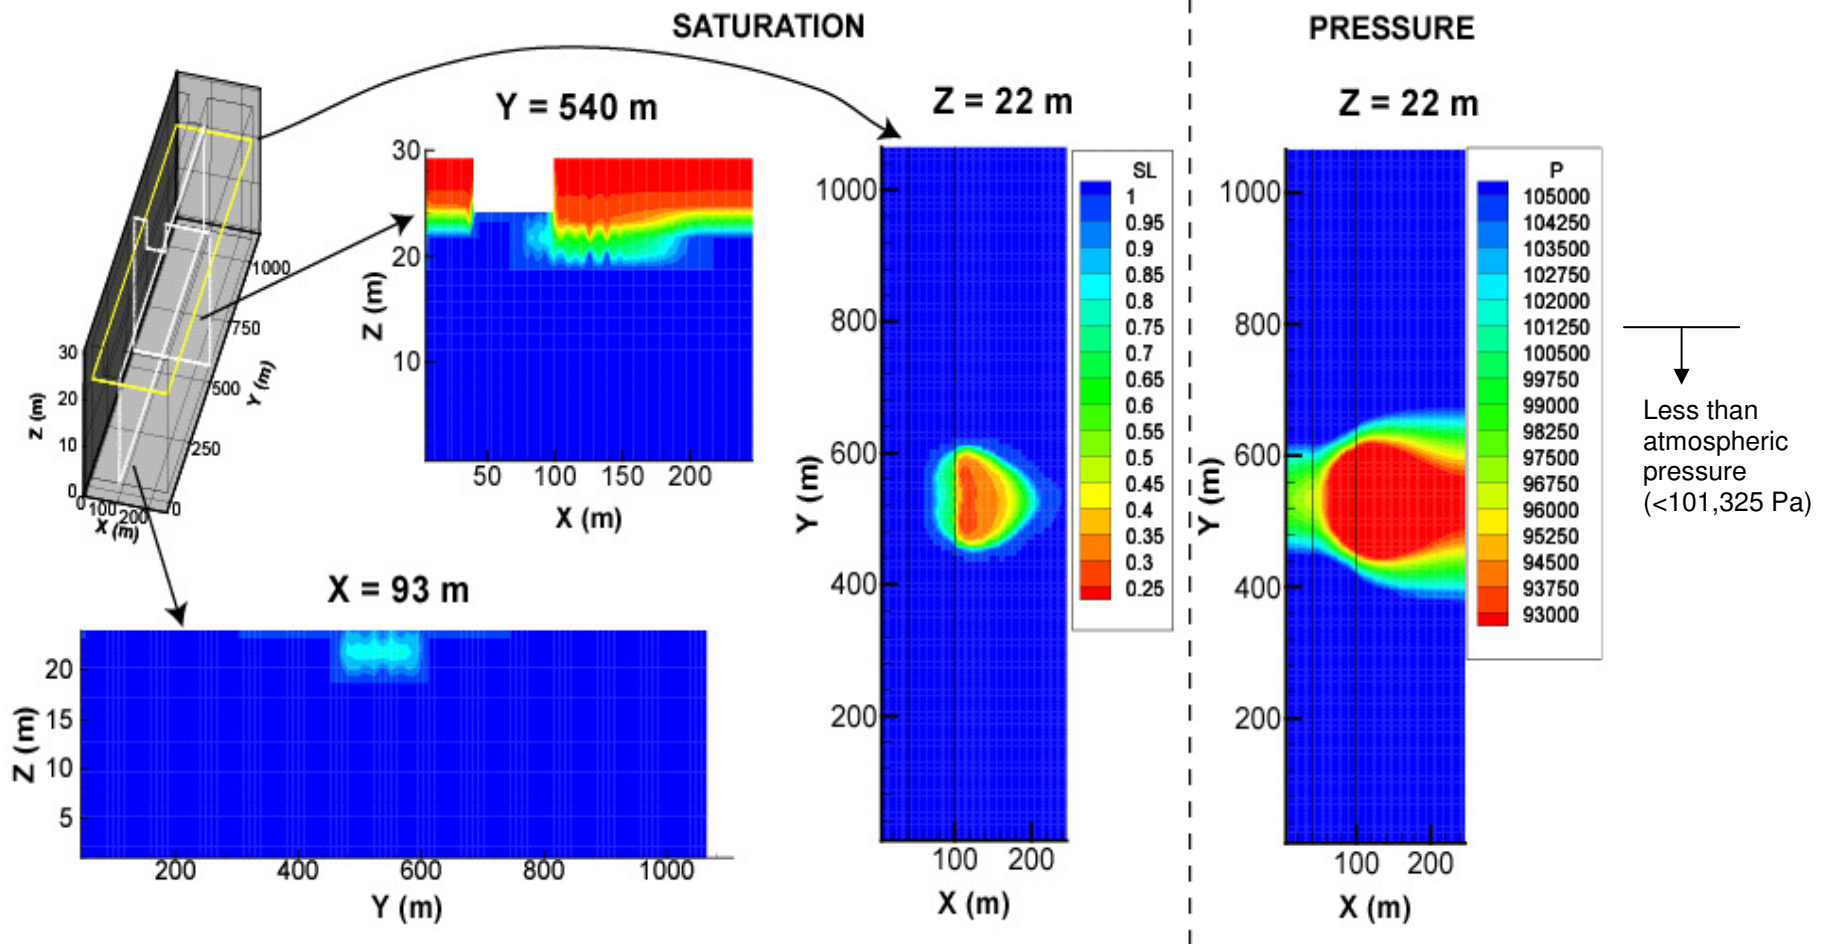 SATURATION
PRESSURE
Y = 540 m
Z = 22 m
Z = 22 m
30
20
10
Z (m)
50 100 150 200
X (m)
1000
750
500
250
0
Y (m)
30
20
10
0
Z (m)
0 100 200
X (m)
X = 93 m
20
15
10
5
Z (m)
200 400 600 800 1000
Y (m)
1000
800
600
400
200
Y (m)
100 200
X (m)
SL
1
0.95
0.9
0.85
0.8
0.75
0.7
0.65
0.6
0.55
0.5
0.45
0.4
0.35
0.3
0.25
1000
800
600
400
200
Y (m)
100 200
X (m)
P
105000
104250
103500
102750
102000
101250
100500
99750
99000
98250
97500
96750
96000
95250
94500
93750
93000
Less than
atmospheric
pressure
(<101,325 Pa)